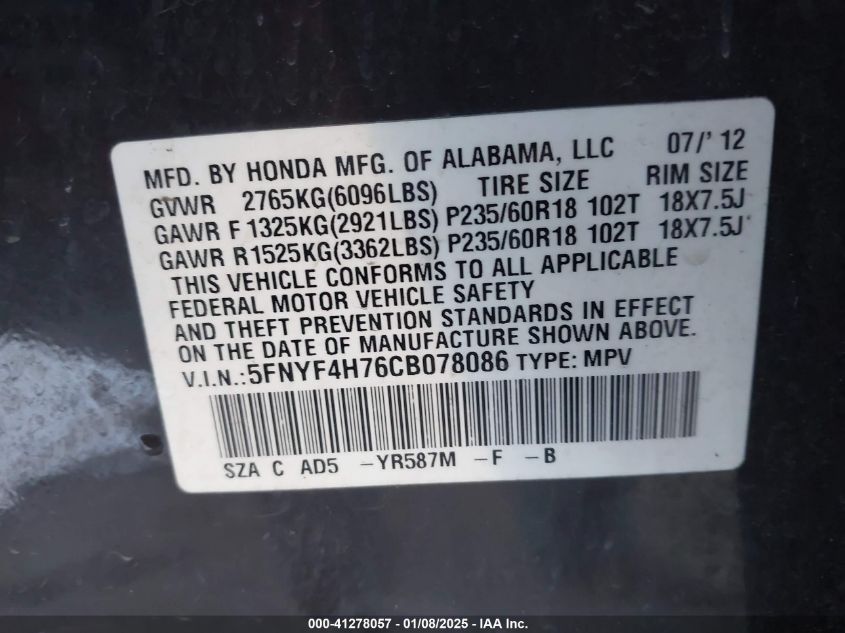 MFD. BY HONDA MFG. OF ALABAMA, LLC 07/' 12
GVWR 2765KG(6096LBS) TIRE SIZE RIM SIZE
GAWR F 1325KG(2921LBS) P235/60R18 102T 18X7.5J
GAWR R1525KG(3362LBS) P235/60R18 102T 18X7.5J
THIS VEHICLE CONFORMS TO ALL APPLICABLE
FEDERAL MOTOR VEHICLE SAFETY
AND THEFT PREVENTION STANDARDS IN EFFECT
ON THE DATE OF MANUFACTURE SHOWN ABOVE.
V.I.N.:5FNYF4H76CB078086 TYPE: MPV
SZA C AD5 -YR587M -F -B
000-41278057 - 01/08/2025 - IAA Inc.